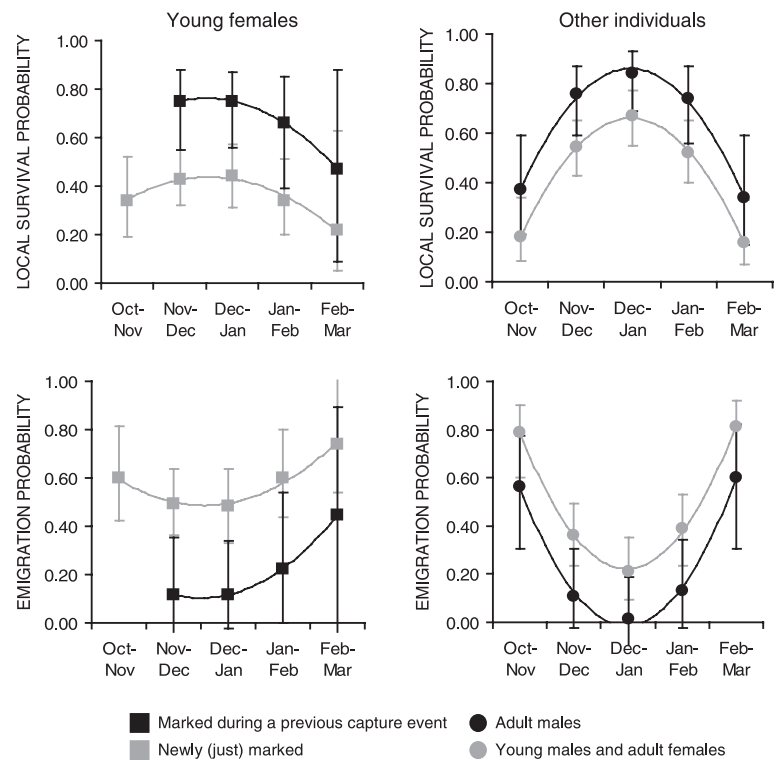 Young females
LOCAL SURVIVAL PROBABILITY
1.00
0.80
0.60
0.40
0.20
0.00
Oct-
Nov
Nov-
Dec
Dec-
Jan
Jan-
Feb
Feb-
Mar
Other individuals
LOCAL SURVIVAL PROBABILITY
1.00
0.80
0.60
0.40
0.20
0.00
Oct-
Nov
Nov-
Dec
Dec-
Jan
Jan-
Feb
Feb-
Mar
EMIGRATION PROBABILITY
1.00
0.80
0.60
0.40
0.20
0.00
Oct-
Nov
Nov-
Dec
Dec-
Jan
Jan-
Feb
Feb-
Mar
EMIGRATION PROBABILITY
1.00
0.80
0.60
0.40
0.20
0.00
Oct-
Nov
Nov-
Dec
Dec-
Jan
Jan-
Feb
Feb-
Mar
Marked during a previous capture event
Newly (just) marked
Adult males
Young males and adult females